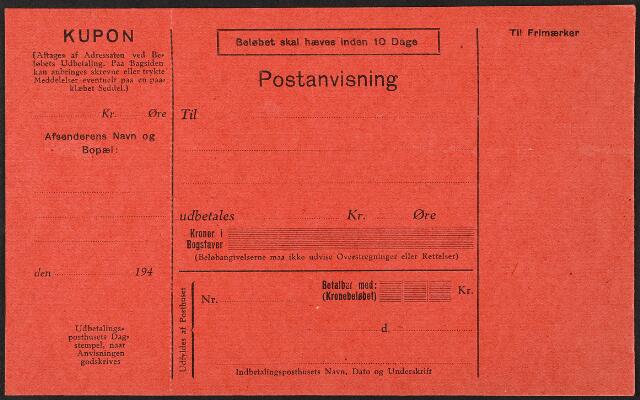 KUPON
(Aftages af Adressaten ved Be-
løbets Udbetaling. Paa Bagsiden
kan anbringes skrevne eller trykte
Meddelelser eventuelt paa en paa-
klæbet Seddel.)
Kr. Øre
Afsenderens Navn og
Bopæl:
den 194
Udbetalings-
posthusets Dag-
stempel, naar
Anvisningen
godskrives
Beløbet skal hæves inden 10 Dage
Postanvisning
Til
udbetales Kr. Øre
Kroner i
Bogstaver
(Beløbangivelserne maa ikke udvise Overstregninger eller Rettelser)
Udfyldes af Posthuset
Betalbar med:
(Kronebeløbet) Kr.
Nr.
d.
Indbetalingsposthusets Navn, Dato og Underskrift
Til Frimærker